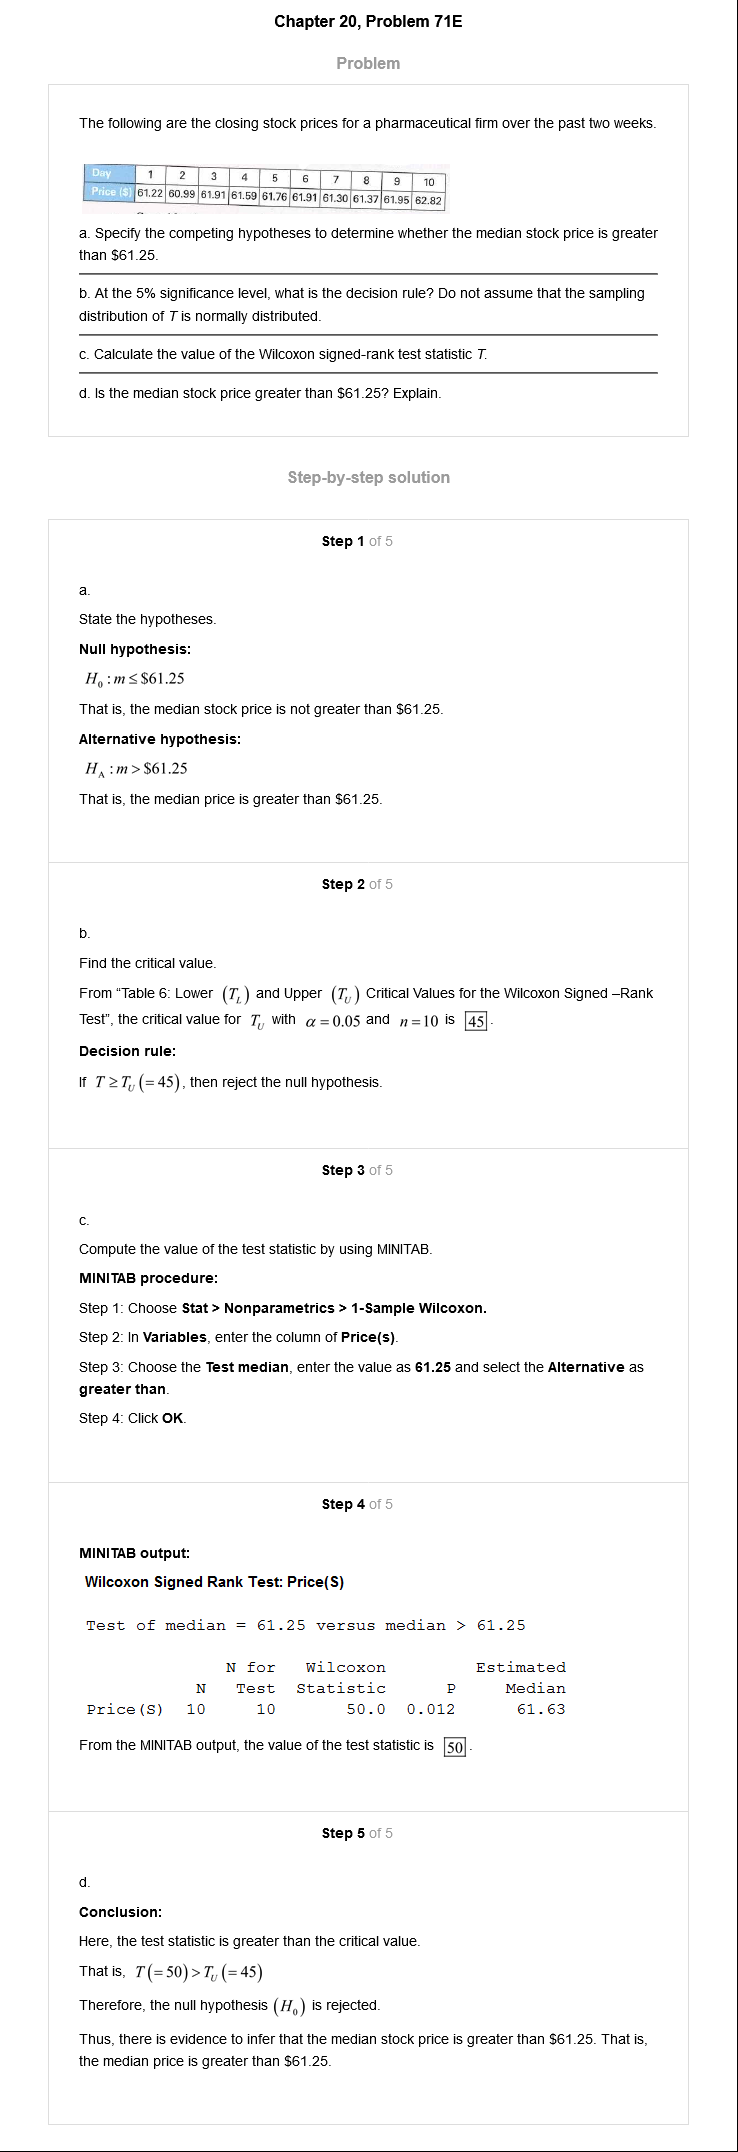 Chapter 20, Problem 71E
Problem
The following are the closing stock prices for a pharmaceutical firm over the past two weeks.
Day 1 2 3 4 5 6 7 8 9 10
Price ($) 61.22 60.99 61.91 61.59 61.76 61.91 61.30 61.37 61.95 62.82
a. Specify the competing hypotheses to determine whether the median stock price is greater
than $61.25.
b. At the 5% significance level, what is the decision rule? Do not assume that the sampling
distribution of T is normally distributed.
c. Calculate the value of the Wilcoxon signed-rank test statistic T.
d. Is the median stock price greater than $61.25? Explain.
Step-by-step solution
Step 1 of 5
a.
State the hypotheses.
Null hypothesis:
H₀ : m ≤ $61.25
That is, the median stock price is not greater than $61.25.
Alternative hypothesis:
H_A : m > $61.25
That is, the median price is greater than $61.25.
Step 2 of 5
b.
Find the critical value.
From “Table 6: Lower (T_L) and Upper (T_U) Critical Values for the Wilcoxon Signed –Rank
Test”, the critical value for T_U with α = 0.05 and n = 10 is 45.
Decision rule:
If T ≥ T_U (= 45), then reject the null hypothesis.
Step 3 of 5
c.
Compute the value of the test statistic by using MINITAB.
MINITAB procedure:
Step 1: Choose Stat > Nonparametrics > 1-Sample Wilcoxon.
Step 2: In Variables, enter the column of Price(s).
Step 3: Choose the Test median, enter the value as 61.25 and select the Alternative as
greater than.
Step 4: Click OK.
Step 4 of 5
MINITAB output:
Wilcoxon Signed Rank Test: Price(S)
Test of median = 61.25 versus median > 61.25
N for Wilcoxon Estimated
N Test Statistic P Median
Price(S) 10 10 50.0 0.012 61.63
From the MINITAB output, the value of the test statistic is 50.
Step 5 of 5
d.
Conclusion:
Here, the test statistic is greater than the critical value.
That is, T (= 50) > T_U (= 45)
Therefore, the null hypothesis (H₀) is rejected.
Thus, there is evidence to infer that the median stock price is greater than $61.25. That is,
the median price is greater than $61.25.